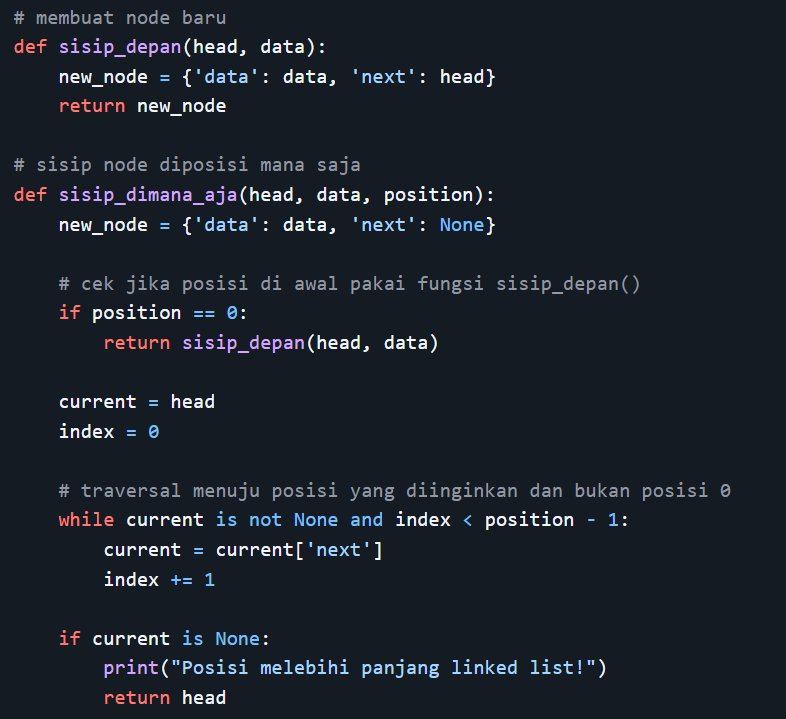 # membuat node baru
def sisip_depan(head, data):
    new_node = {'data': data, 'next': head}
    return new_node

# sisip node diposisi mana saja
def sisip_dimana_aja(head, data, position):
    new_node = {'data': data, 'next': None}

    # cek jika posisi di awal pakai fungsi sisip_depan()
    if position == 0:
        return sisip_depan(head, data)

    current = head
    index = 0

    # traversal menuju posisi yang diinginkan dan bukan posisi 0
    while current is not None and index < position - 1:
        current = current['next']
        index += 1

    if current is None:
        print("Posisi melebihi panjang linked list!")
        return head